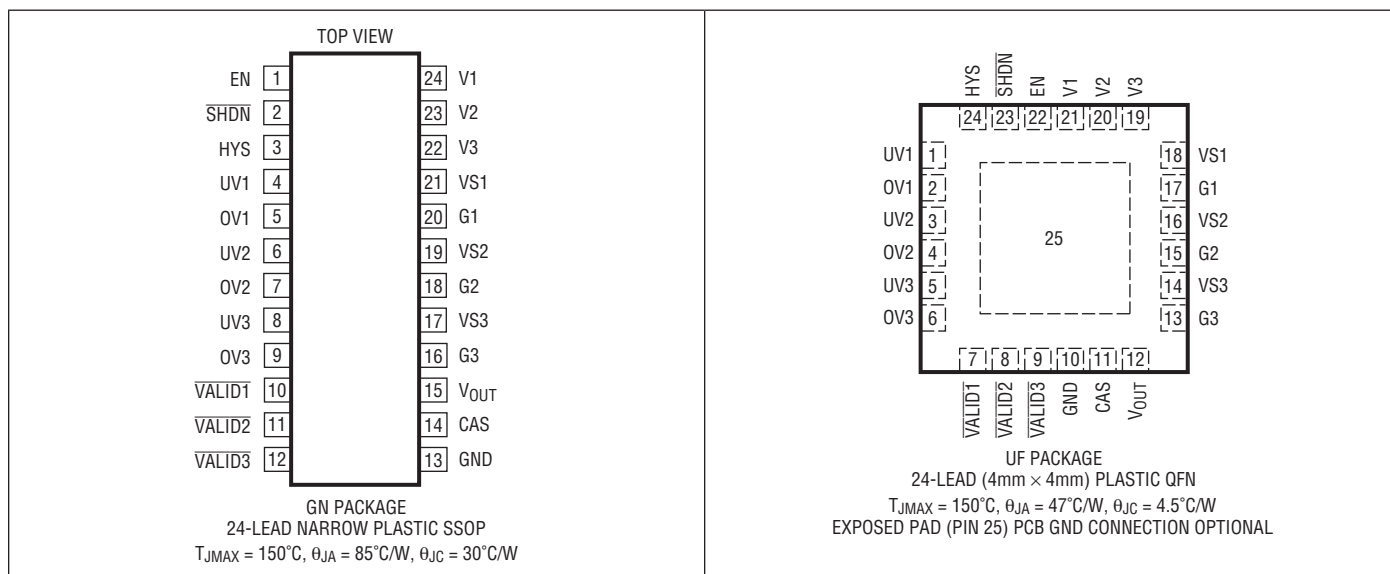 TOP VIEW
EN 1
SHDN 2
HYS 3
UV1 4
OV1 5
UV2 6
OV2 7
UV3 8
OV3 9
VALID1 10
VALID2 11
VALID3 12
24 V1
23 V2
22 V3
21 VS1
20 G1
19 VS2
18 G2
17 VS3
16 G3
15 VOUT
14 CAS
13 GND
GN PACKAGE
24-LEAD NARROW PLASTIC SSOP
TJMAX = 150°C, θJA = 85°C/W, θJC = 30°C/W
HYS SHDN EN V1 V2 V3
24 23 22 21 20 19
UV1 1
OV1 2
UV2 3
OV2 4
UV3 5
OV3 6
25
18 VS1
17 G1
16 VS2
15 G2
14 VS3
13 G3
7 8 9 10 11 12
VALID1 VALID2 VALID3 GND CAS VOUT
UF PACKAGE
24-LEAD (4mm × 4mm) PLASTIC QFN
TJMAX = 150°C, θJA = 47°C/W, θJC = 4.5°C/W
EXPOSED PAD (PIN 25) PCB GND CONNECTION OPTIONAL